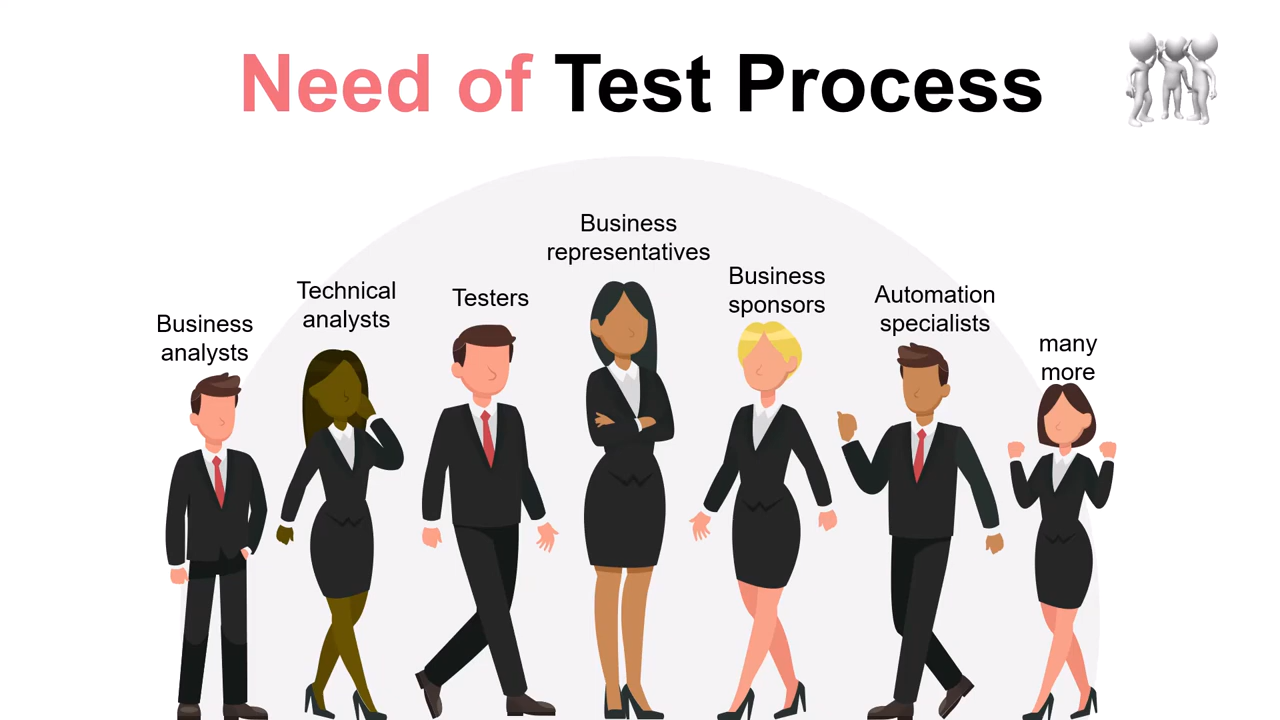 Need of Test Process
Business
representatives
Business
sponsors
Technical
analysts
Testers
Automation
specialists
Business
analysts
many
more